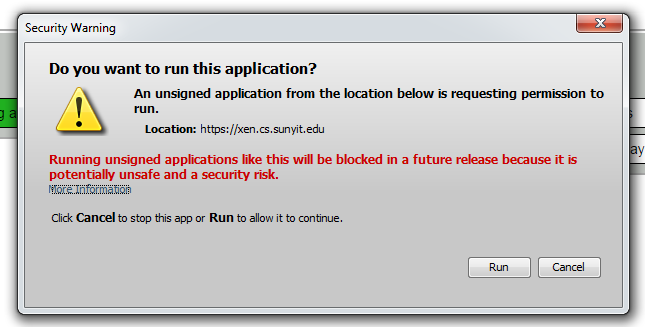 Security Warning
Do you want to run this application?
An unsigned application from the location below is requesting permission to
run.
Location: https://xen.cs.sunyit.edu
Running unsigned applications like this will be blocked in a future release because it is
potentially unsafe and a security risk.
More Information
Click Cancel to stop this app or Run to allow it to continue.
Run Cancel